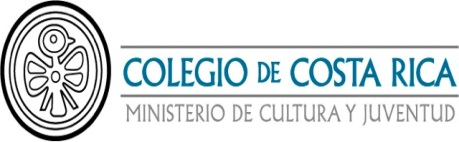 COLEGIO DE COSTA RICA
MINISTERIO DE CULTURA Y JUVENTUD